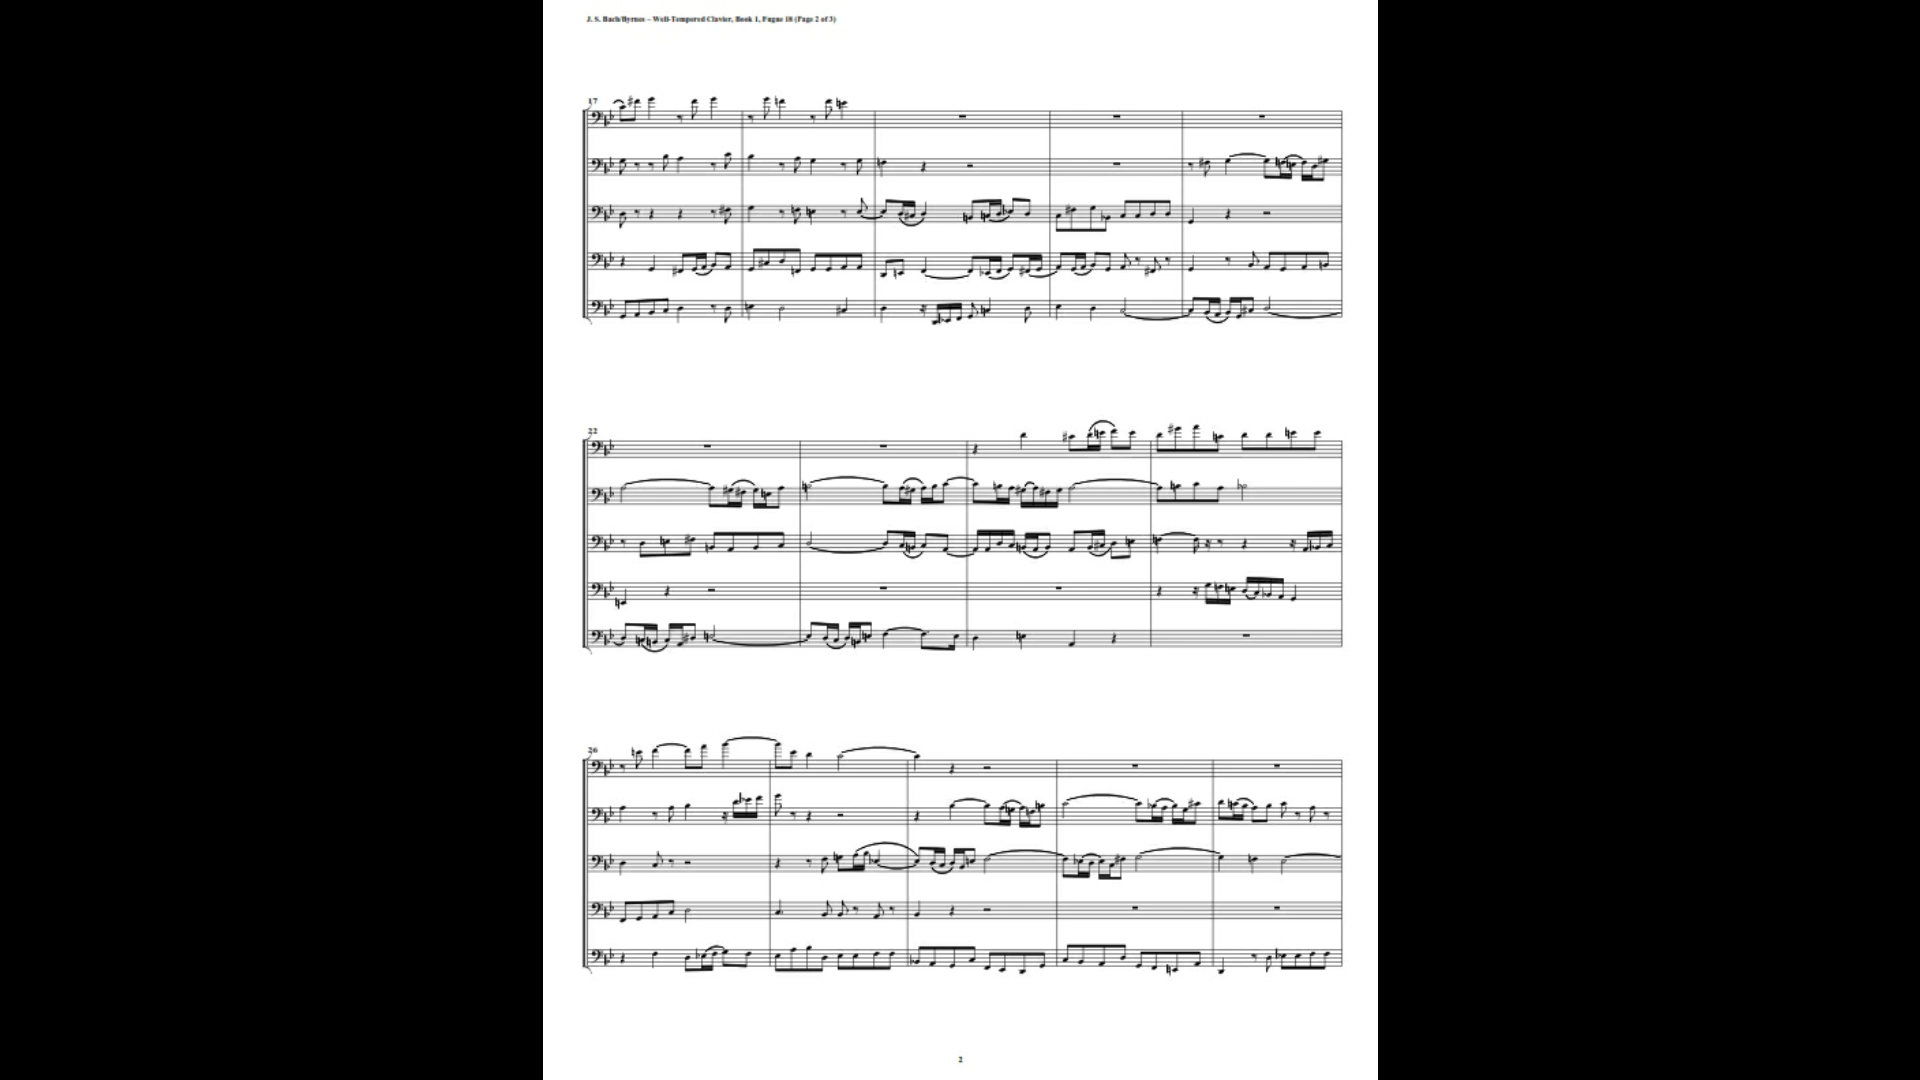 J. S. Bach/Byrnes – Well-Tempered Clavier, Book 1, Fugue 18 (Page 2 of 3)
17
22
26
2